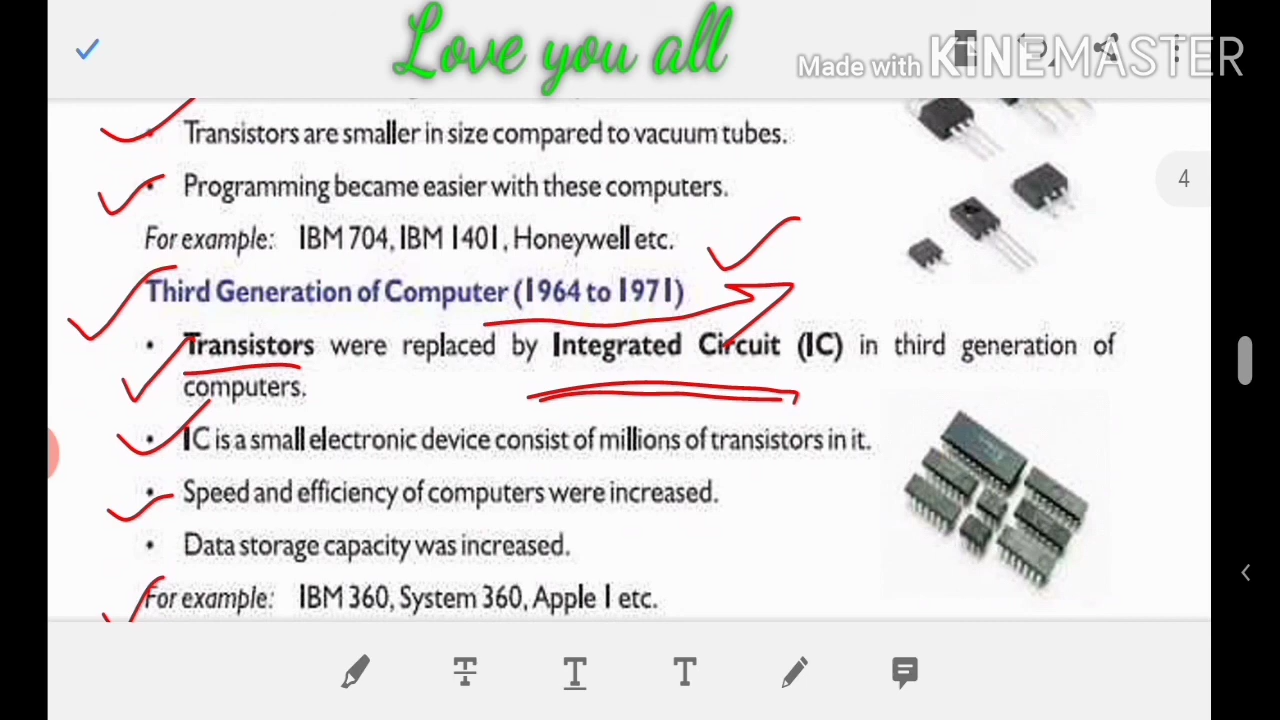 Love you all
Made with KINEMASTER
• Transistors are smaller in size compared to vacuum tubes.
4
• Programming became easier with these computers.
For example: IBM 704, IBM 1401, Honeywell etc.
Third Generation of Computer (1964 to 1971)
• Transistors were replaced by Integrated Circuit (IC) in third generation of
computers.
• IC is a small electronic device consist of millions of transistors in it.
• Speed and efficiency of computers were increased.
• Data storage capacity was increased.
For example: IBM 360, System 360, Apple 1 etc.
T T T